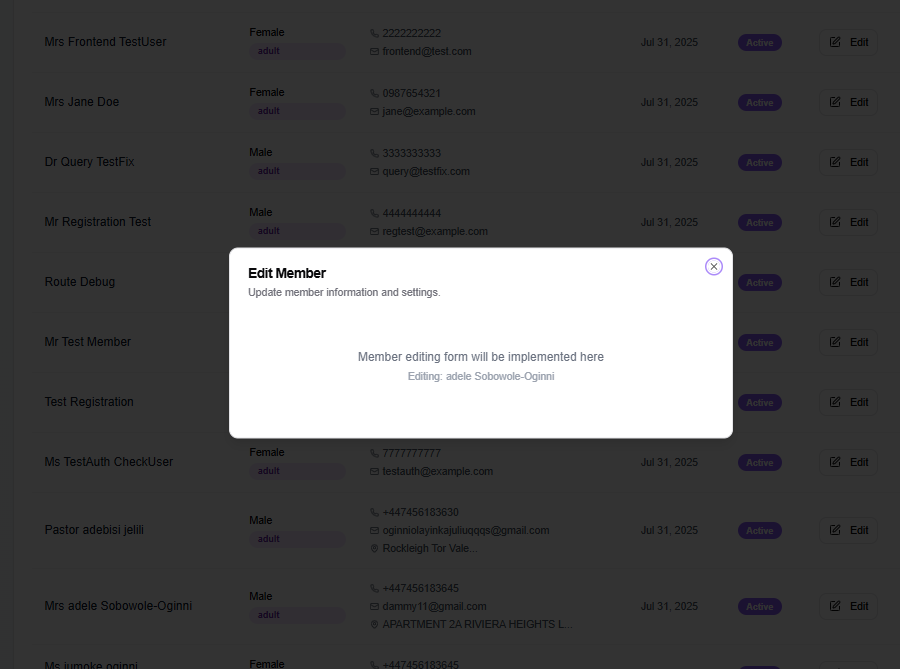 Mrs Frontend TestUser
Female
adult
2222222222
frontend@test.com
Jul 31, 2025
Active
Edit
Mrs Jane Doe
Female
adult
0987654321
jane@example.com
Jul 31, 2025
Active
Edit
Dr Query TestFix
Male
adult
3333333333
query@testfix.com
Jul 31, 2025
Active
Edit
Mr Registration Test
Male
adult
4444444444
regtest@example.com
Jul 31, 2025
Active
Edit
Route Debug
Active
Edit
Mr Test Member
Active
Edit
Test Registration
Active
Edit
Edit Member
Update member information and settings.
Member editing form will be implemented here
Editing: adele Sobowole-Oginni
Ms TestAuth CheckUser
Female
adult
7777777777
testauth@example.com
Jul 31, 2025
Active
Edit
Pastor adebisi jelili
Male
adult
+447456183630
oginniolayinkajuliuqqqs@gmail.com
Rockleigh Tor Vale...
Jul 31, 2025
Active
Edit
Mrs adele Sobowole-Oginni
Male
adult
+447456183645
dammy11@gmail.com
APARTMENT 2A RIVIERA HEIGHTS L...
Jul 31, 2025
Active
Edit
Ms jumoke oginni
Female
+447456183645